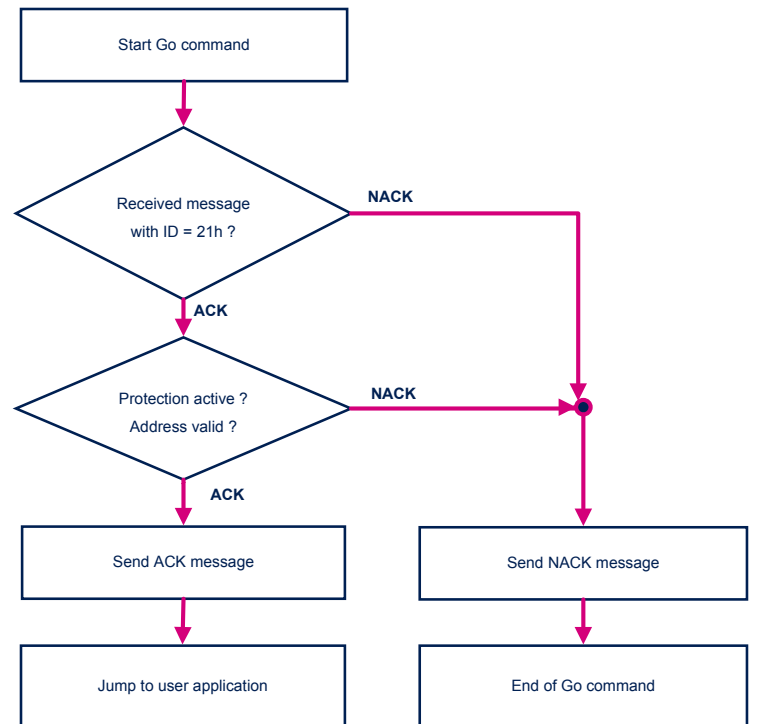 Start Go command
Received message
with ID = 21h ?
NACK
ACK
Protection active ?
Address valid ?
NACK
ACK
Send ACK message
Send NACK message
Jump to user application
End of Go command